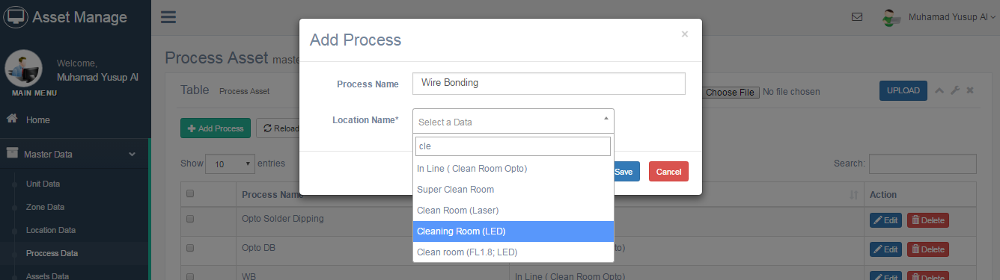 Asset Manage
Muhamad Yusup Al
Welcome,
Muhamad Yusup Al
MAIN MENU
Home
Master Data
Unit Data
Zone Data
Location Data
Proccess Data
Assets Data
Process Asset maste
Table Process Asset
Choose File No file chosen
UPLOAD
Add Process
Reload
Show 10 entries
Search:
Process Name
Action
Opto Solder Dipping
Edit Delete
Opto DB
to)
Edit Delete
WB
In Line ( Clean Room Opto)
Edit Delete
Add Process
×
Process Name
Wire Bonding
Location Name*
Select a Data
cle
In Line ( Clean Room Opto)
Super Clean Room
Clean Room (Laser)
Cleaning Room (LED)
Clean room (FL1.8; LED)
Save
Cancel